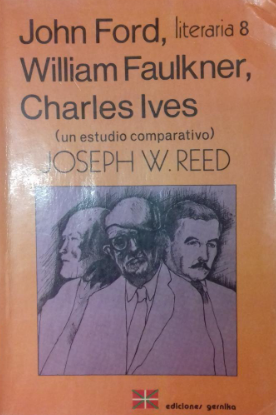 John Ford, literaria 8
William Faulkner,
Charles Ives
(un estudio comparativo)
JOSEPH W. REED
ediciones gernika